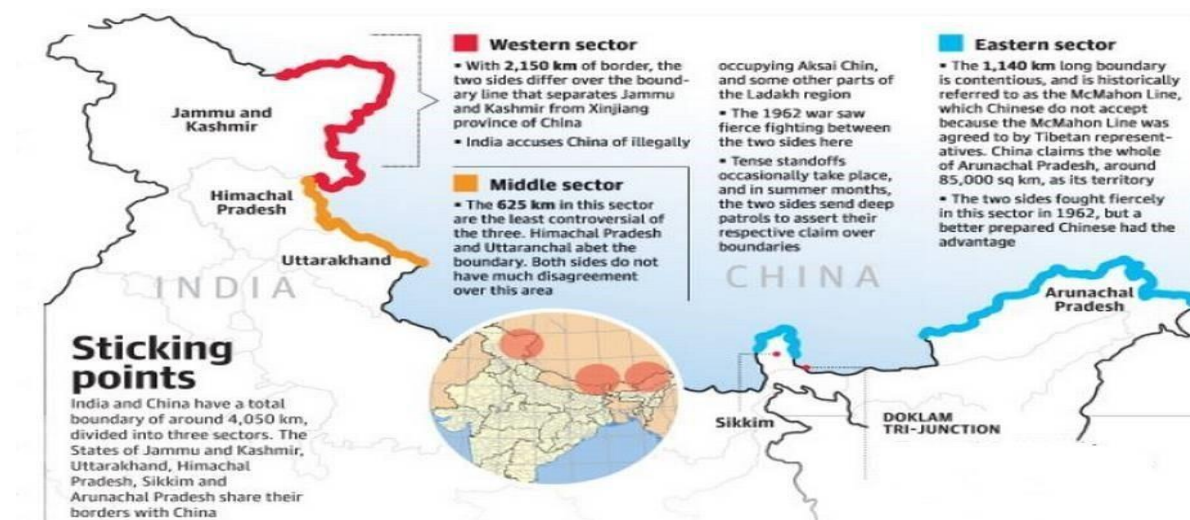 Western sector
• With 2,150 km of border, the
two sides differ over the bound-
ary line that separates Jammu
and Kashmir from Xinjiang
province of China
• India accuses China of illegally
occupying Aksai Chin,
and some other parts of
the Ladakh region
• The 1962 war saw
fierce fighting between
the two sides here
• Tense standoffs
occasionally take place,
and in summer months,
the two sides send deep
patrols to assert their
respective claim over
boundaries
Middle sector
• The 625 km in this sector
are the least controversial of
the three. Himachal Pradesh
and Uttaranchal abet the
boundary. Both sides do not
have much disagreement
over this area
Eastern sector
• The 1,140 km long boundary
is contentious, and is historically
referred to as the McMahon Line,
which Chinese do not accept
because the McMahon Line was
agreed to by Tibetan represent-
atives. China claims the whole
of Arunachal Pradesh, around
85,000 sq km, as its territory
• The two sides fought fiercely
in this sector in 1962, but a
better prepared Chinese had the
advantage
Jammu and
Kashmir
Himachal
Pradesh
Uttarakhand
INDIA
CHINA
Arunachal
Pradesh
Sikkim
DOKLAM
TRI-JUNCTION
Sticking
points
India and China have a total
boundary of around 4,050 km,
divided into three sectors. The
States of Jammu and Kashmir,
Uttarakhand, Himachal
Pradesh, Sikkim and
Arunachal Pradesh share their
borders with China